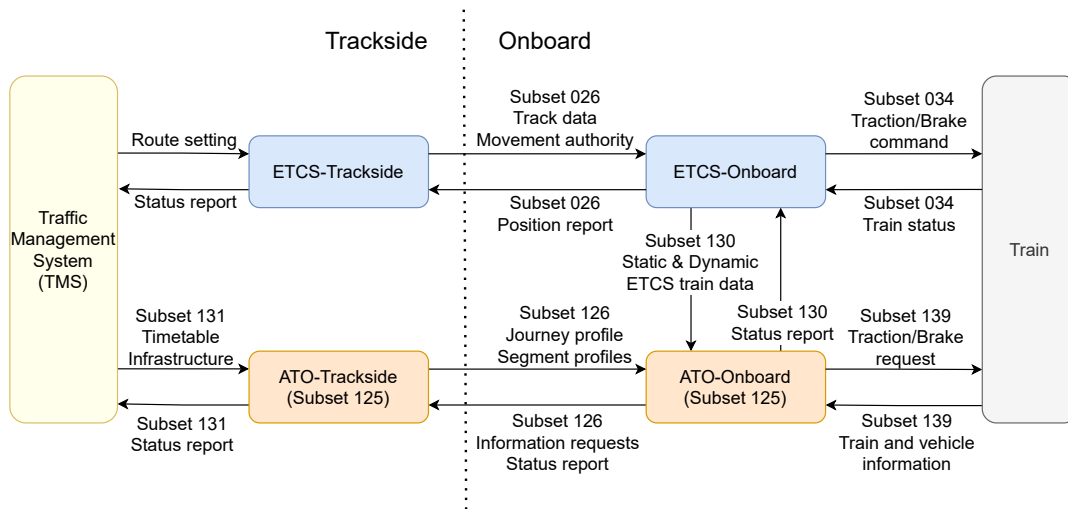 Trackside
Onboard
Traffic
Management
System
(TMS)
Route setting
Status report
ETCS-Trackside
Subset 026
Track data
Movement authority
Subset 026
Position report
ETCS-Onboard
Subset 034
Traction/Brake
command
Subset 034
Train status
Train
Subset 130
Static & Dynamic
ETCS train data
Subset 130
Status report
Subset 131
Timetable
Infrastructure
Subset 131
Status report
ATO-Trackside
(Subset 125)
Subset 126
Journey profile
Segment profiles
Subset 126
Information requests
Status report
ATO-Onboard
(Subset 125)
Subset 139
Traction/Brake
request
Subset 139
Train and vehicle
information